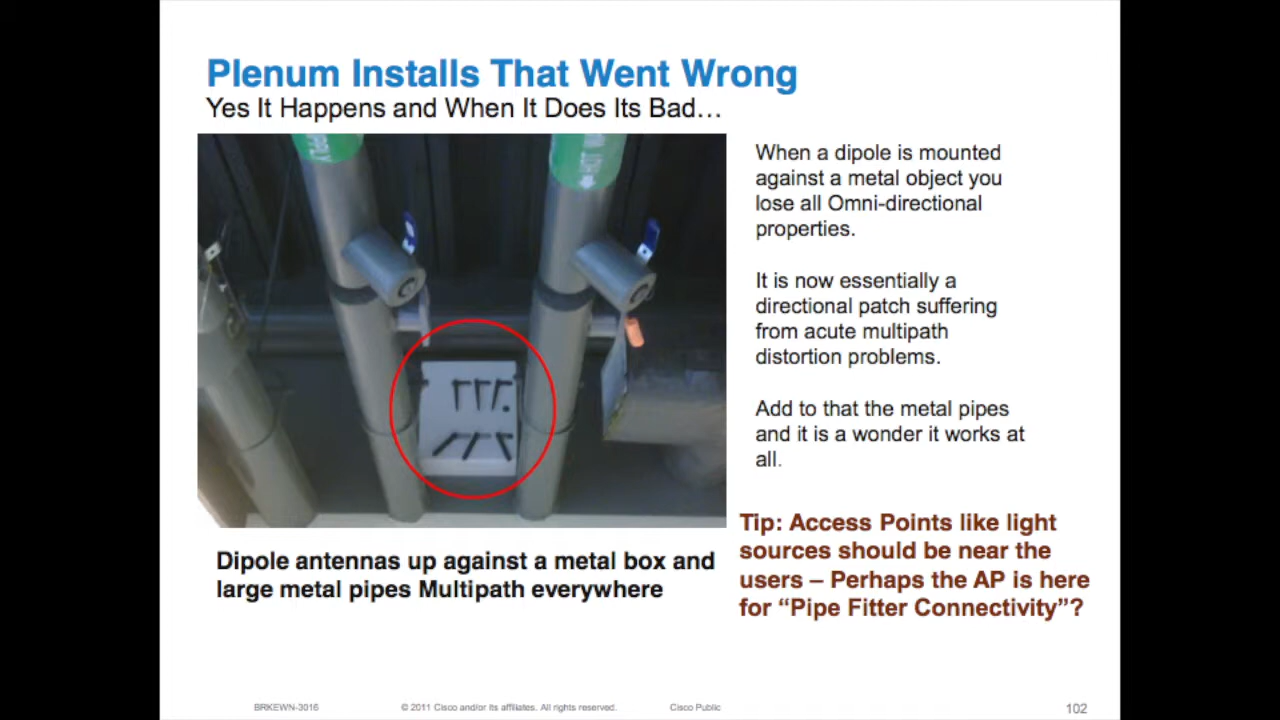 Plenum Installs That Went Wrong
Yes It Happens and When It Does Its Bad…
When a dipole is mounted
against a metal object you
lose all Omni-directional
properties.
It is now essentially a
directional patch suffering
from acute multipath
distortion problems.
Add to that the metal pipes
and it is a wonder it works at
all.
Dipole antennas up against a metal box and
large metal pipes Multipath everywhere
Tip: Access Points like light
sources should be near the
users – Perhaps the AP is here
for “Pipe Fitter Connectivity”?
BRKEWN-3016
© 2011 Cisco and/or its affiliates. All rights reserved.
Cisco Public
102